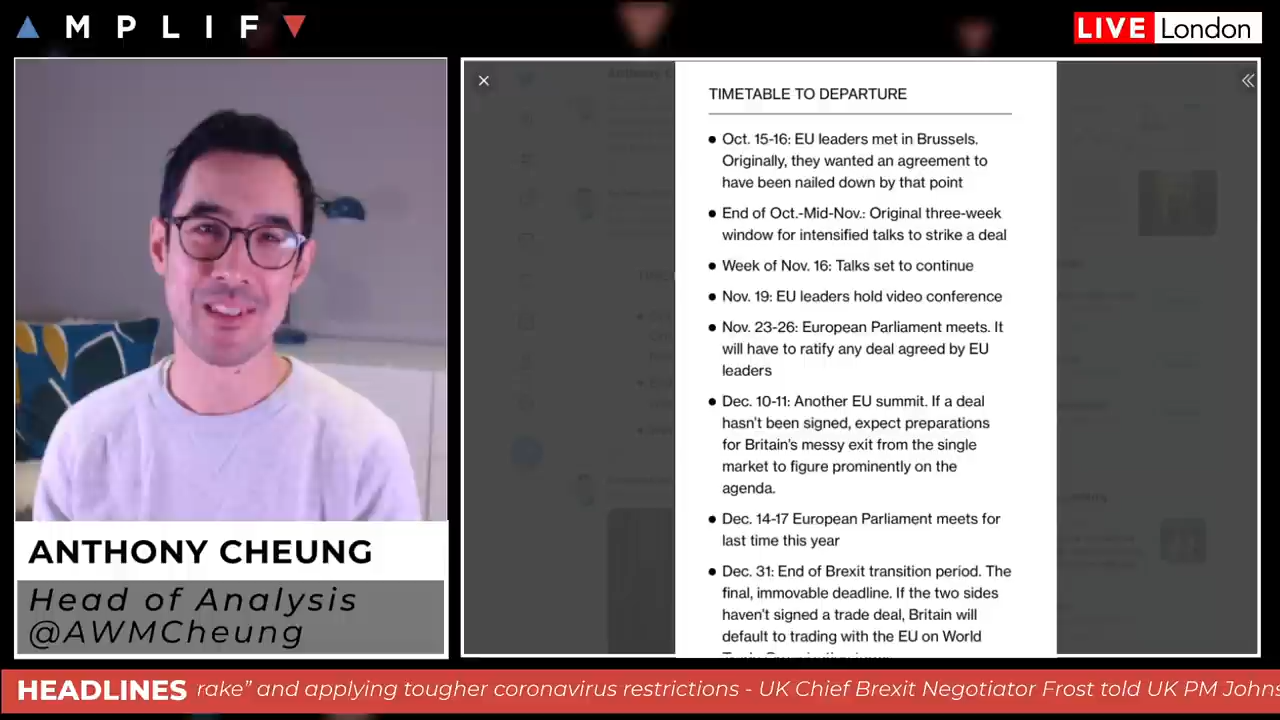 AMPLIFY
LIVE London
TIMETABLE TO DEPARTURE
• Oct. 15-16: EU leaders met in Brussels.
Originally, they wanted an agreement to
have been nailed down by that point
• End of Oct.-Mid-Nov.: Original three-week
window for intensified talks to strike a deal
• Week of Nov. 16: Talks set to continue
• Nov. 19: EU leaders hold video conference
• Nov. 23-26: European Parliament meets. It
will have to ratify any deal agreed by EU
leaders
• Dec. 10-11: Another EU summit. If a deal
hasn't been signed, expect preparations
for Britain's messy exit from the single
market to figure prominently on the
agenda.
• Dec. 14-17 European Parliament meets for
last time this year
• Dec. 31: End of Brexit transition period. The
final, immovable deadline. If the two sides
haven't signed a trade deal, Britain will
default to trading with the EU on World
ANTHONY CHEUNG
Head of Analysis
@AWMCheung
HEADLINES rake” and applying tougher coronavirus restrictions - UK Chief Brexit Negotiator Frost told UK PM Johns